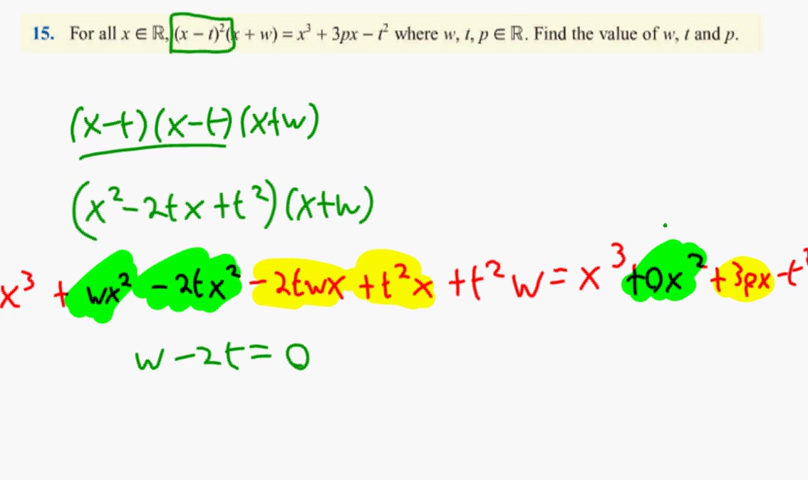 15. For all x ∈ ℝ, (x − t)²(x + w) = x³ + 3px − t² where w, t, p ∈ ℝ. Find the value of w, t and p.
(x-t)(x-t)(x+w)
(x²-2tx+t²)(x+w)
x³ + wx² - 2tx² - 2twx + t²x + t²w = x³ + 0x² + 3px - t²
w - 2t = 0